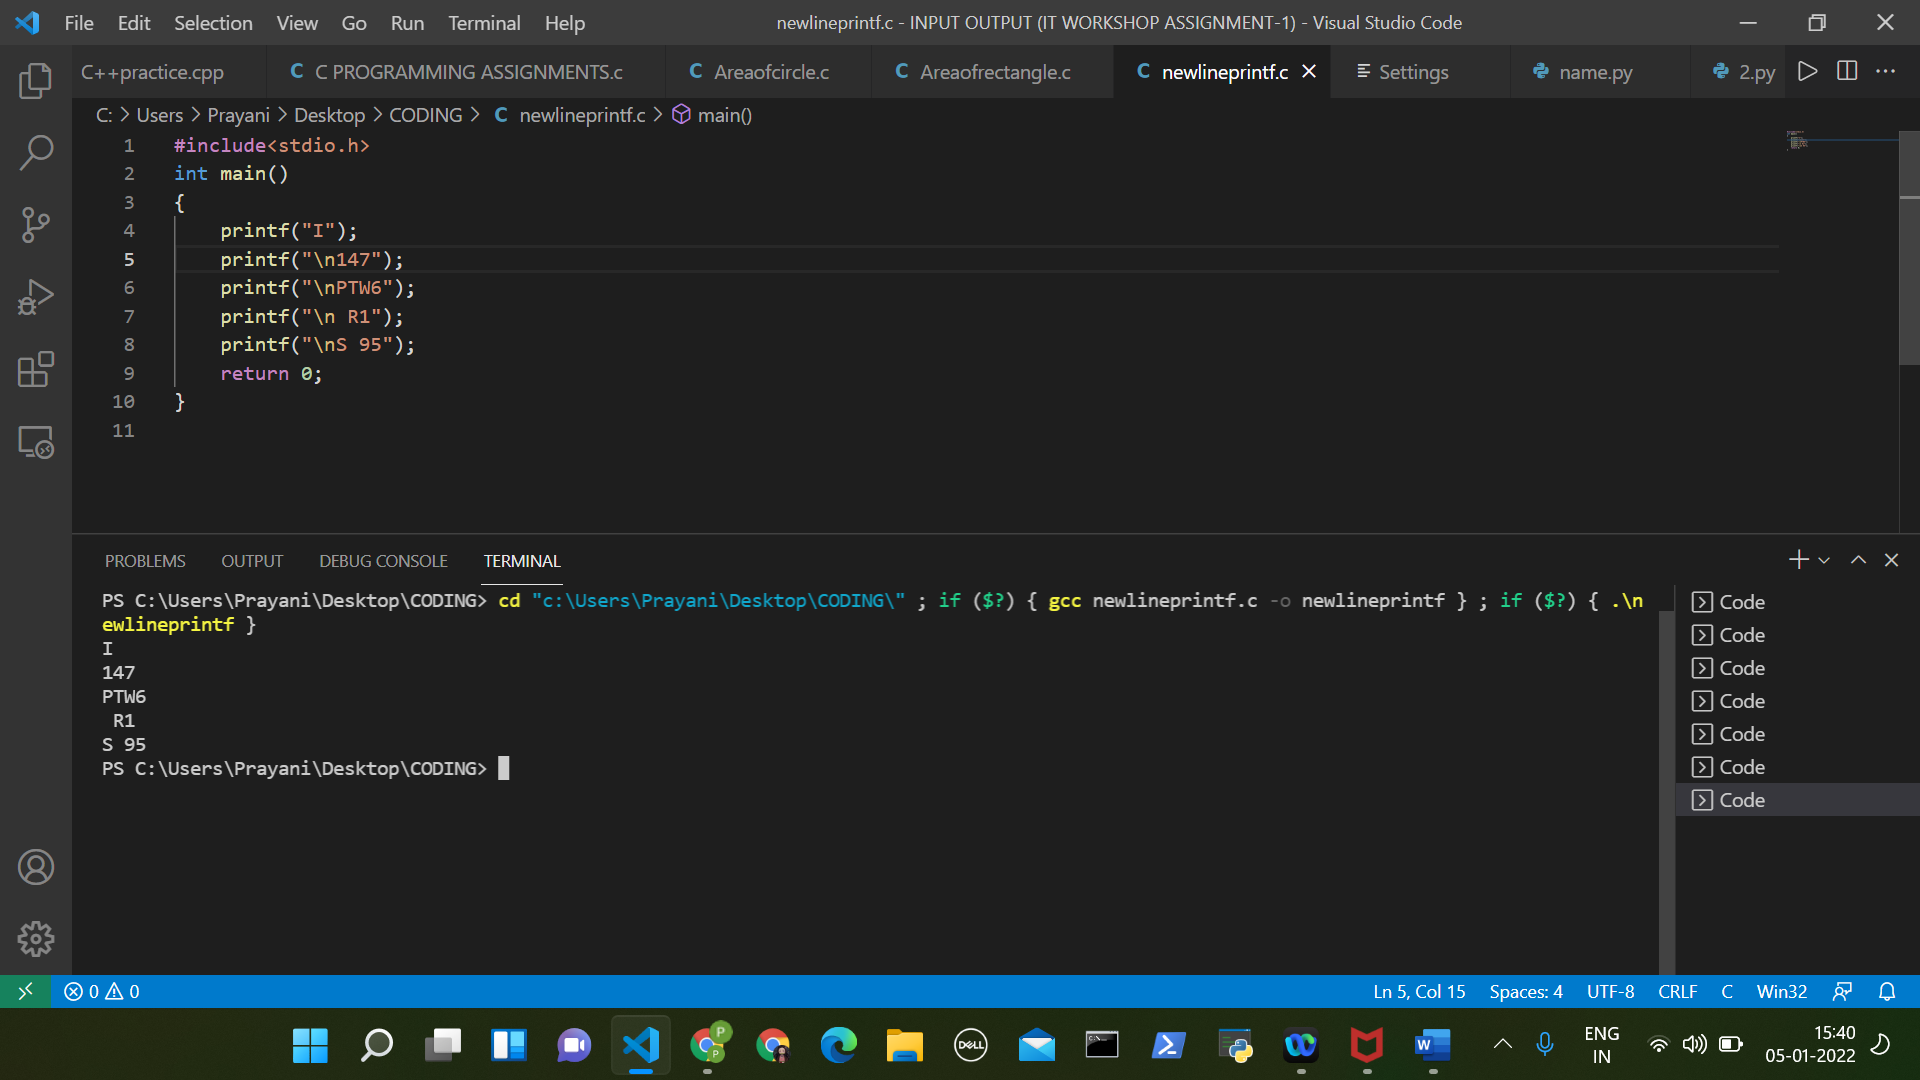 File Edit Selection View Go Run Terminal Help newlineprintf.c - INPUT OUTPUT (IT WORKSHOP ASSIGNMENT-1) - Visual Studio Code
C++practice.cpp C C PROGRAMMING ASSIGNMENTS.c C Areaofcircle.c C Areaofrectangle.c C newlineprintf.c Settings name.py 2.py
C: > Users > Prayani > Desktop > CODING > C newlineprintf.c > main()
1 #include<stdio.h>
2 int main()
3 {
4 printf("I");
5 printf("\n147");
6 printf("\nPTW6");
7 printf("\n R1");
8 printf("\nS 95");
9 return 0;
10 }
11
PROBLEMS OUTPUT DEBUG CONSOLE TERMINAL
PS C:\Users\Prayani\Desktop\CODING> cd "c:\Users\Prayani\Desktop\CODING\" ; if ($?) { gcc newlineprintf.c -o newlineprintf } ; if ($?) { .\n
ewlineprintf }
I
147
PTW6
 R1
S 95
PS C:\Users\Prayani\Desktop\CODING>
Code
Code
Code
Code
Code
Code
Code
0 0 Ln 5, Col 15 Spaces: 4 UTF-8 CRLF C Win32
P
P
DELL
C:\
W
ENG
IN
15:40
05-01-2022